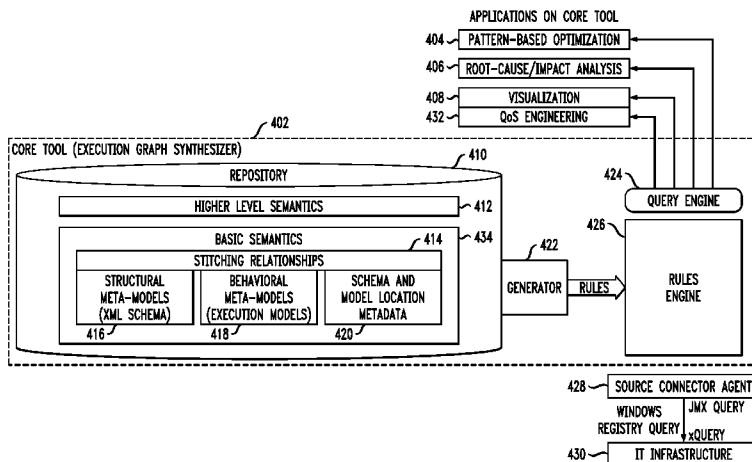 APPLICATIONS ON CORE TOOL
404
PATTERN-BASED OPTIMIZATION
406
ROOT-CAUSE/IMPACT ANALYSIS
408
VISUALIZATION
432
QoS ENGINEERING
402
CORE TOOL (EXECUTION GRAPH SYNTHESIZER)
410
REPOSITORY
424
QUERY ENGINE
HIGHER LEVEL SEMANTICS
412
426
BASIC SEMANTICS
414
434
STITCHING RELATIONSHIPS
422
STRUCTURAL
META-MODELS
(XML SCHEMA)
BEHAVIORAL
META-MODELS
(EXECUTION MODELS)
SCHEMA AND
MODEL LOCATION
METADATA
416
418
420
GENERATOR
RULES
RULES
ENGINE
428
SOURCE CONNECTOR AGENT
WINDOWS
REGISTRY QUERY
JMX QUERY
xQUERY
430
IT INFRASTRUCTURE